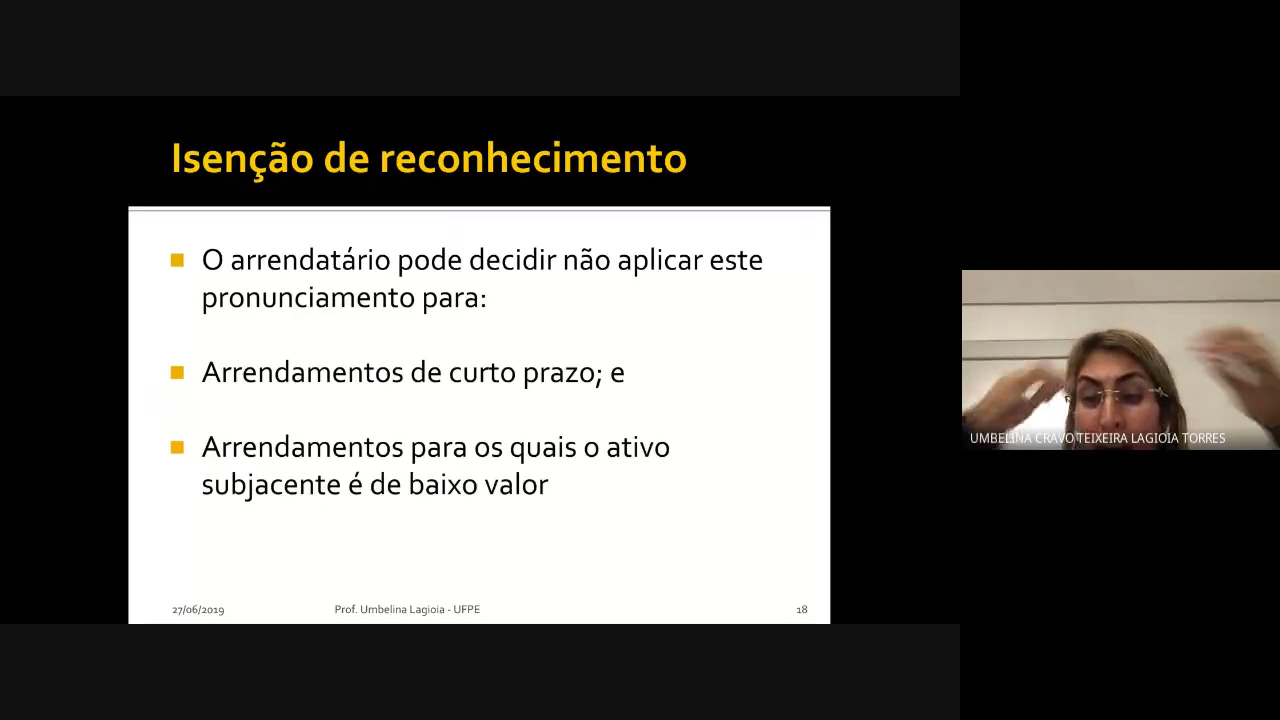 Isenção de reconhecimento
O arrendatário pode decidir não aplicar este
pronunciamento para:
Arrendamentos de curto prazo; e
Arrendamentos para os quais o ativo
subjacente é de baixo valor
27/06/2019
Prof. Umbelina Lagioia - UFPE
18
UMBELINA CRAVO TEIXEIRA LAGIOIA TORRES